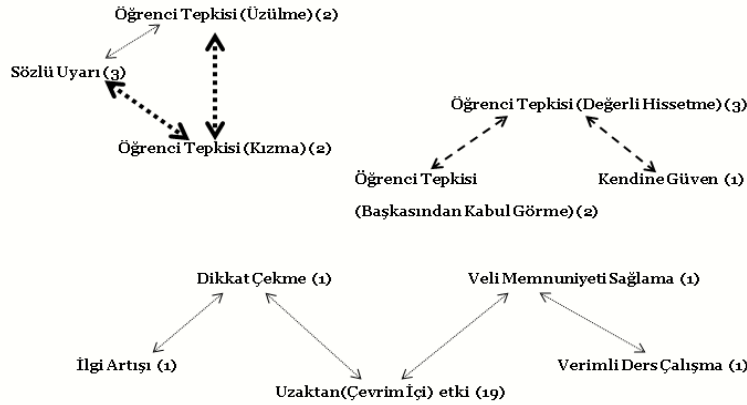 Öğrenci Tepkisi (Üzülme) (2)
Sözlü Uyarı (3)
Öğrenci Tepkisi (Kızma) (2)
Öğrenci Tepkisi (Değerli Hissetme) (3)
Öğrenci Tepkisi
(Başkasından Kabul Görme) (2)
Kendine Güven (1)
Dikkat Çekme (1)
Veli Memnuniyeti Sağlama (1)
İlgi Artışı (1)
Verimli Ders Çalışma (1)
Uzaktan(Çevrim İçi) etki (19)